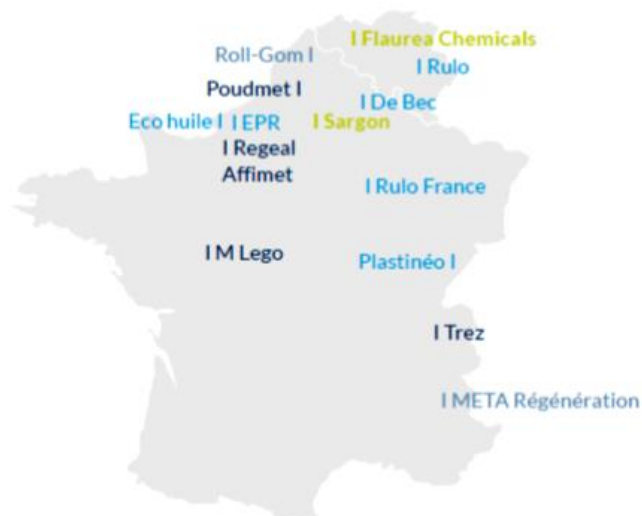 I Flaurea Chemicals
Roll-Gom I
I Rulo
Poudmet I
I De Bec
Eco huile I
I EPR
I Sargon
I Regeal
Affimet
I Rulo France
I M Lego
Plastinéo I
I Trez
I META Régénération